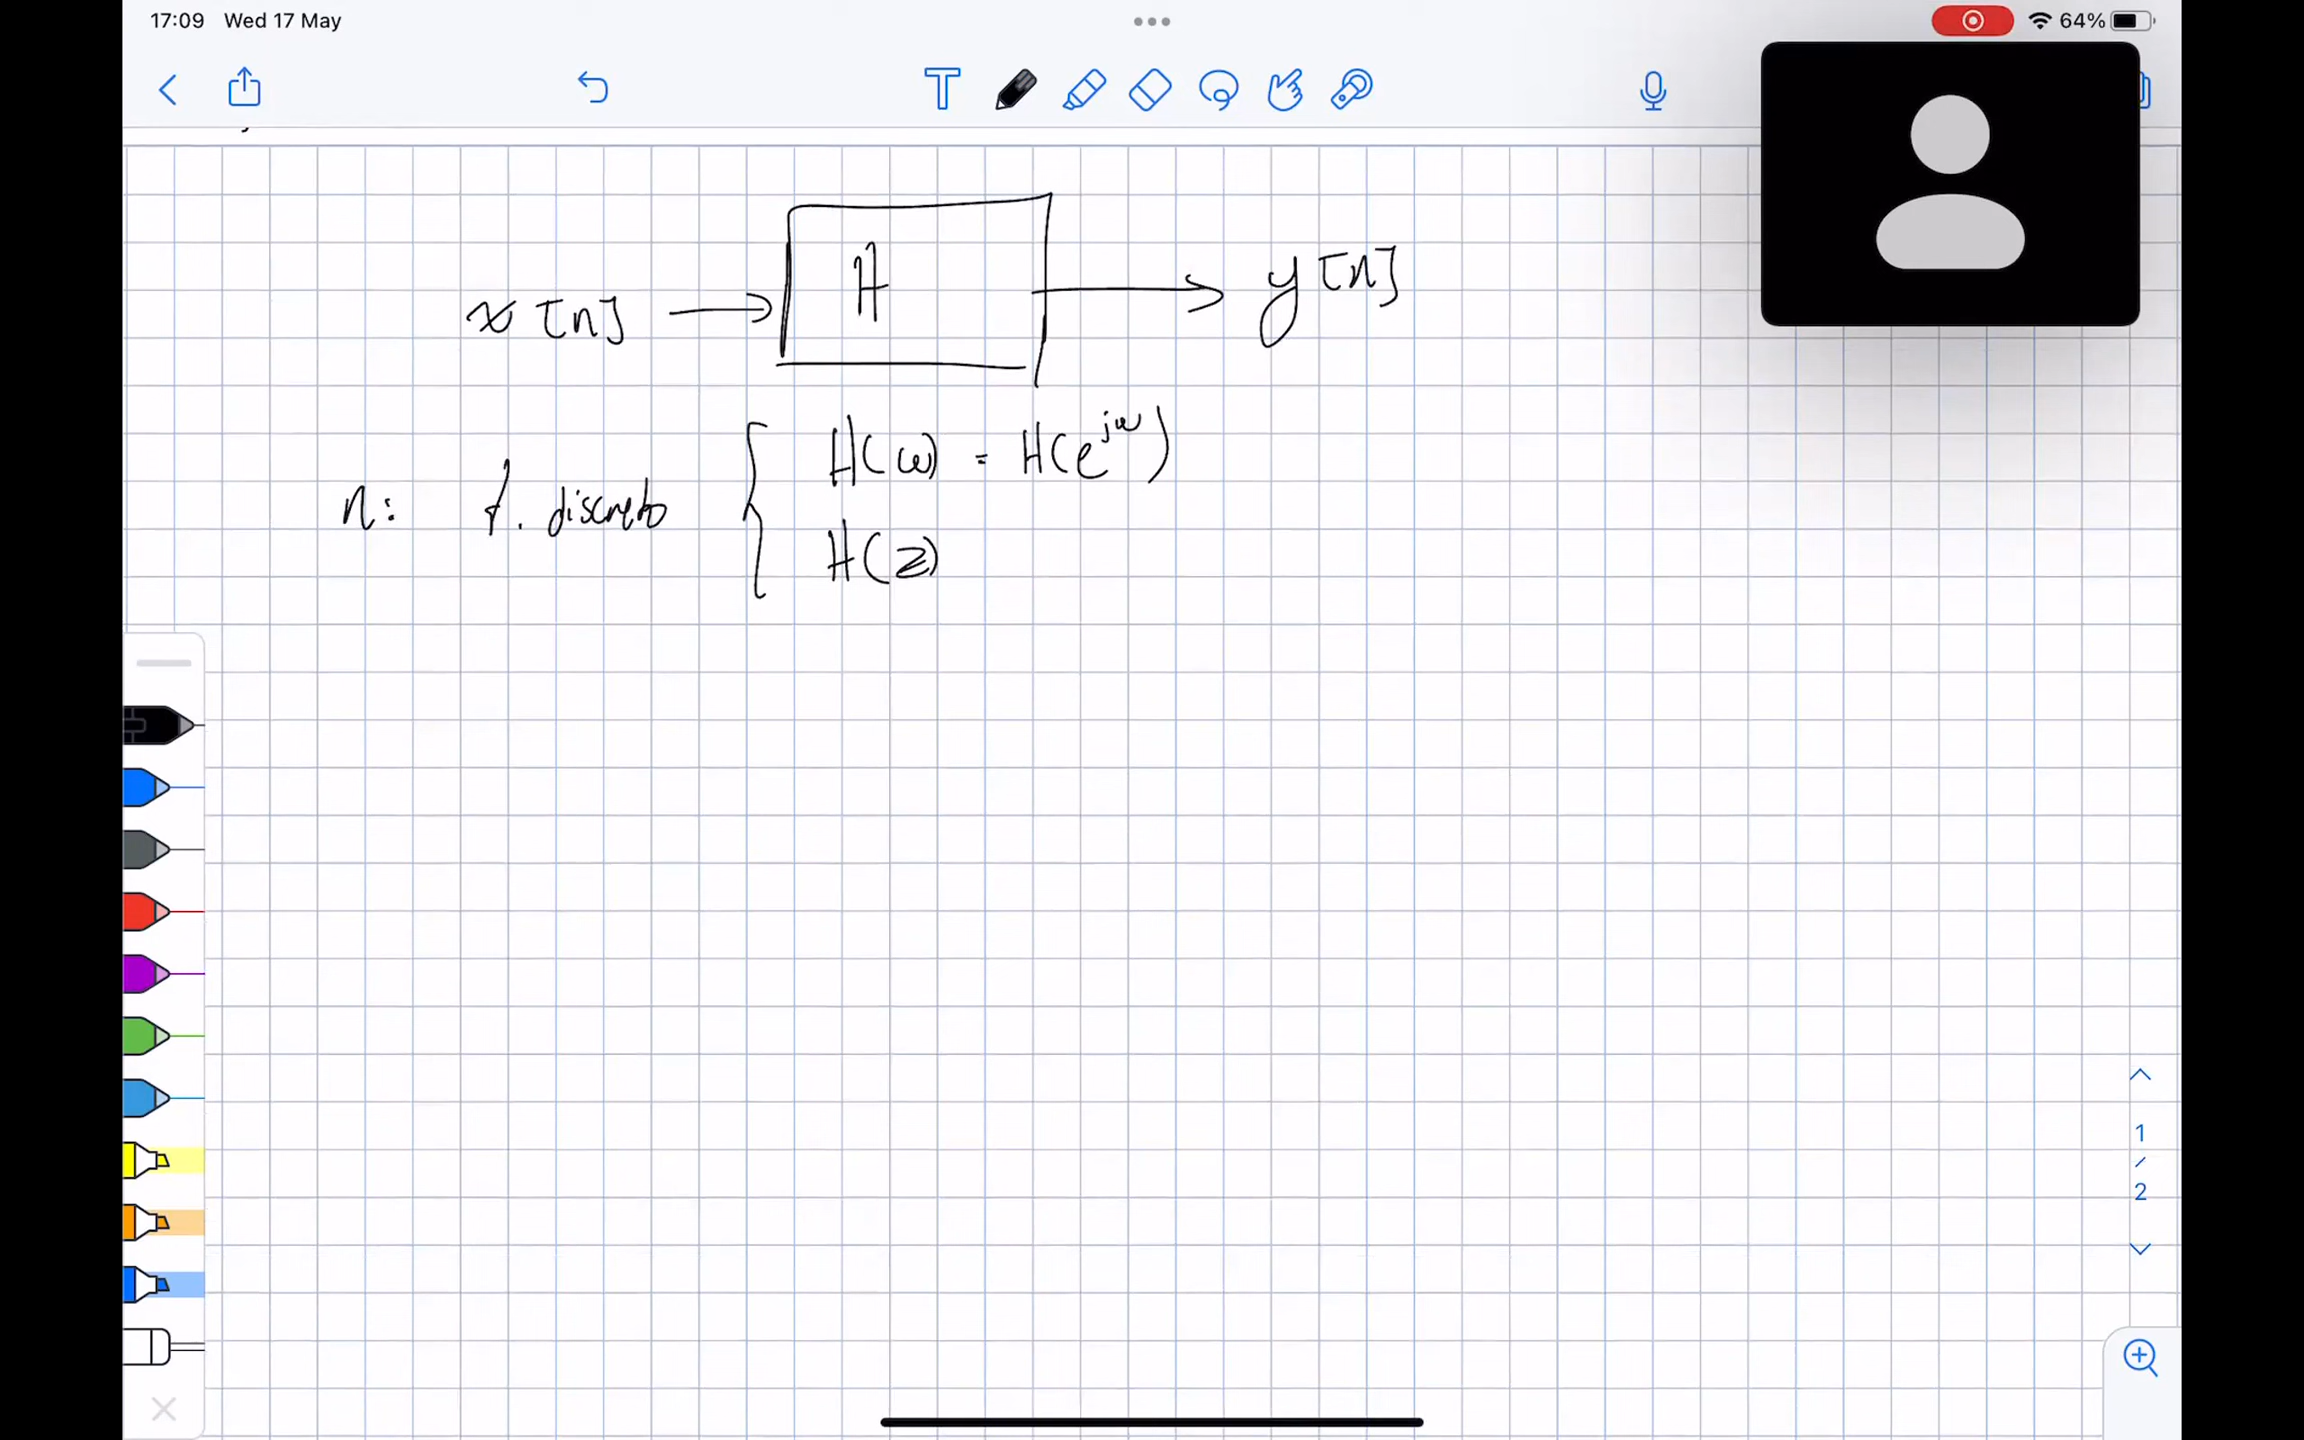 17:09 Wed 17 May
64%
x[n] → H → y[n]
H(ω) = H(e^{jω})
n: t. discreto
H(z)
1
/
2